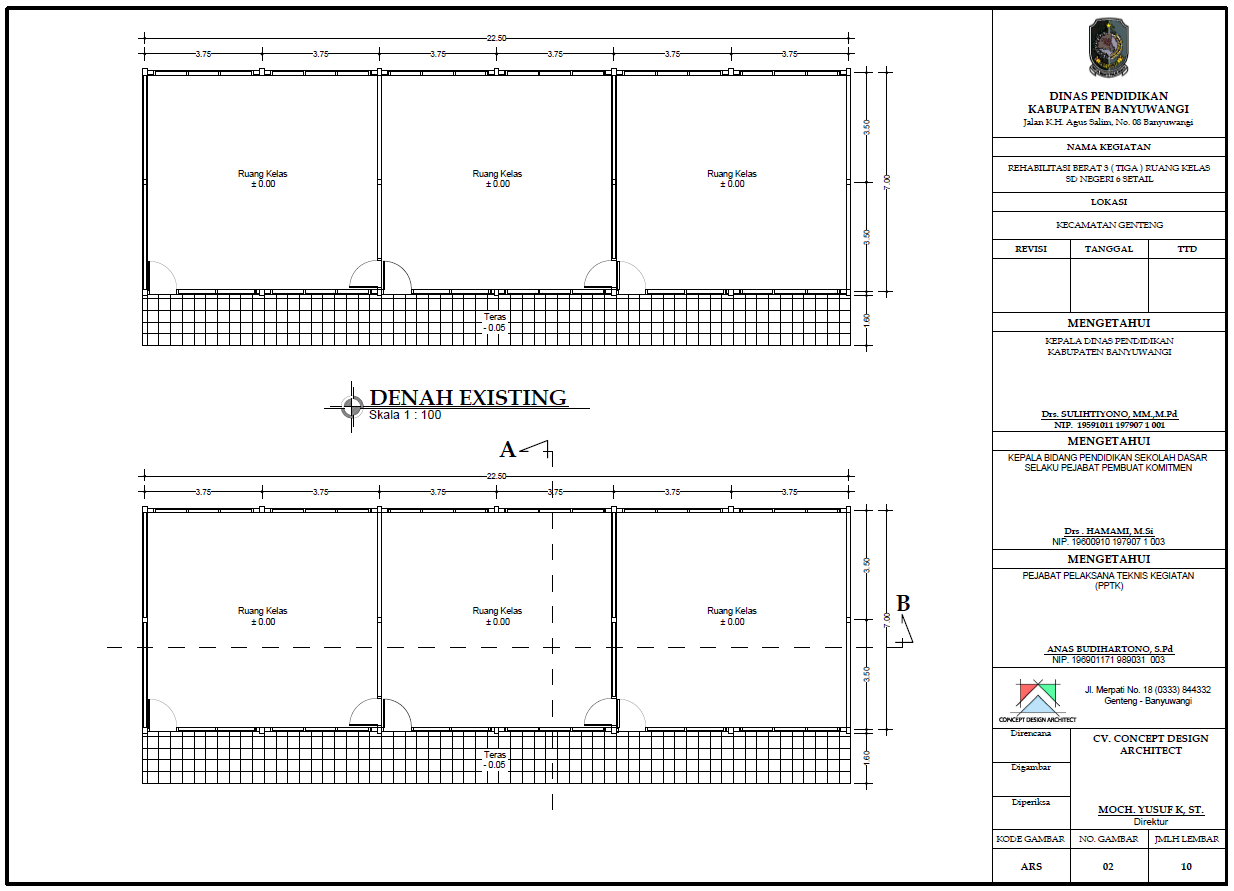 22.50
3.75 3.75 3.75 3.75 3.75 3.75
Ruang Kelas
± 0.00
Ruang Kelas
± 0.00
Ruang Kelas
± 0.00
3.50
7.00
3.50
1.60
Teras
- 0.05
DENAH EXISTING
Skala 1 : 100
A
22.50
3.75 3.75 3.75 3.75 3.75 3.75
Ruang Kelas
± 0.00
Ruang Kelas
± 0.00
Ruang Kelas
± 0.00
3.50
B
7.00
3.50
1.60
Teras
- 0.05
DINAS PENDIDIKAN
KABUPATEN BANYUWANGI
Jalan K.H. Agus Salim, No. 08 Banyuwangi
NAMA KEGIATAN
REHABILITASI BERAT 3 ( TIGA ) RUANG KELAS
SD NEGERI 6 SETAIL
LOKASI
KECAMATAN GENTENG
REVISI TANGGAL TTD
MENGETAHUI
KEPALA DINAS PENDIDIKAN
KABUPATEN BANYUWANGI
Drs. SULIHTIYONO, MM.,M.Pd
NIP. 19591011 197907 1 001
MENGETAHUI
KEPALA BIDANG PENDIDIKAN SEKOLAH DASAR
SELAKU PEJABAT PEMBUAT KOMITMEN
Drs . HAMAMI, M.Si
NIP. 19600910 197907 1 003
MENGETAHUI
PEJABAT PELAKSANA TEKNIS KEGIATAN
(PPTK)
ANAS BUDIHARTONO, S.Pd
NIP. 196901171 989031 003
CONCEPT DESIGN ARCHITECT
Jl. Merpati No. 18 (0333) 844332
Genteng - Banyuwangi
Direncana
Digambar
Diperiksa
CV. CONCEPT DESIGN
ARCHITECT
MOCH. YUSUF K, ST.
Direktur
KODE GAMBAR NO. GAMBAR JMLH LEMBAR
ARS 02 10